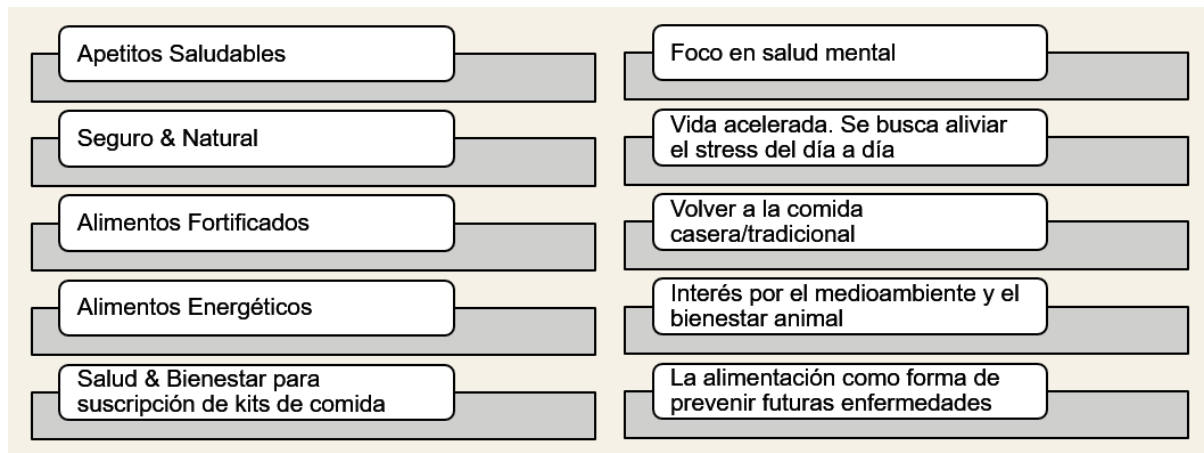 Apetitos Saludables
Seguro & Natural
Alimentos Fortificados
Alimentos Energéticos
Salud & Bienestar para
suscripción de kits de comida
Foco en salud mental
Vida acelerada. Se busca aliviar
el stress del día a día
Volver a la comida
casera/tradicional
Interés por el medioambiente y el
bienestar animal
La alimentación como forma de
prevenir futuras enfermedades